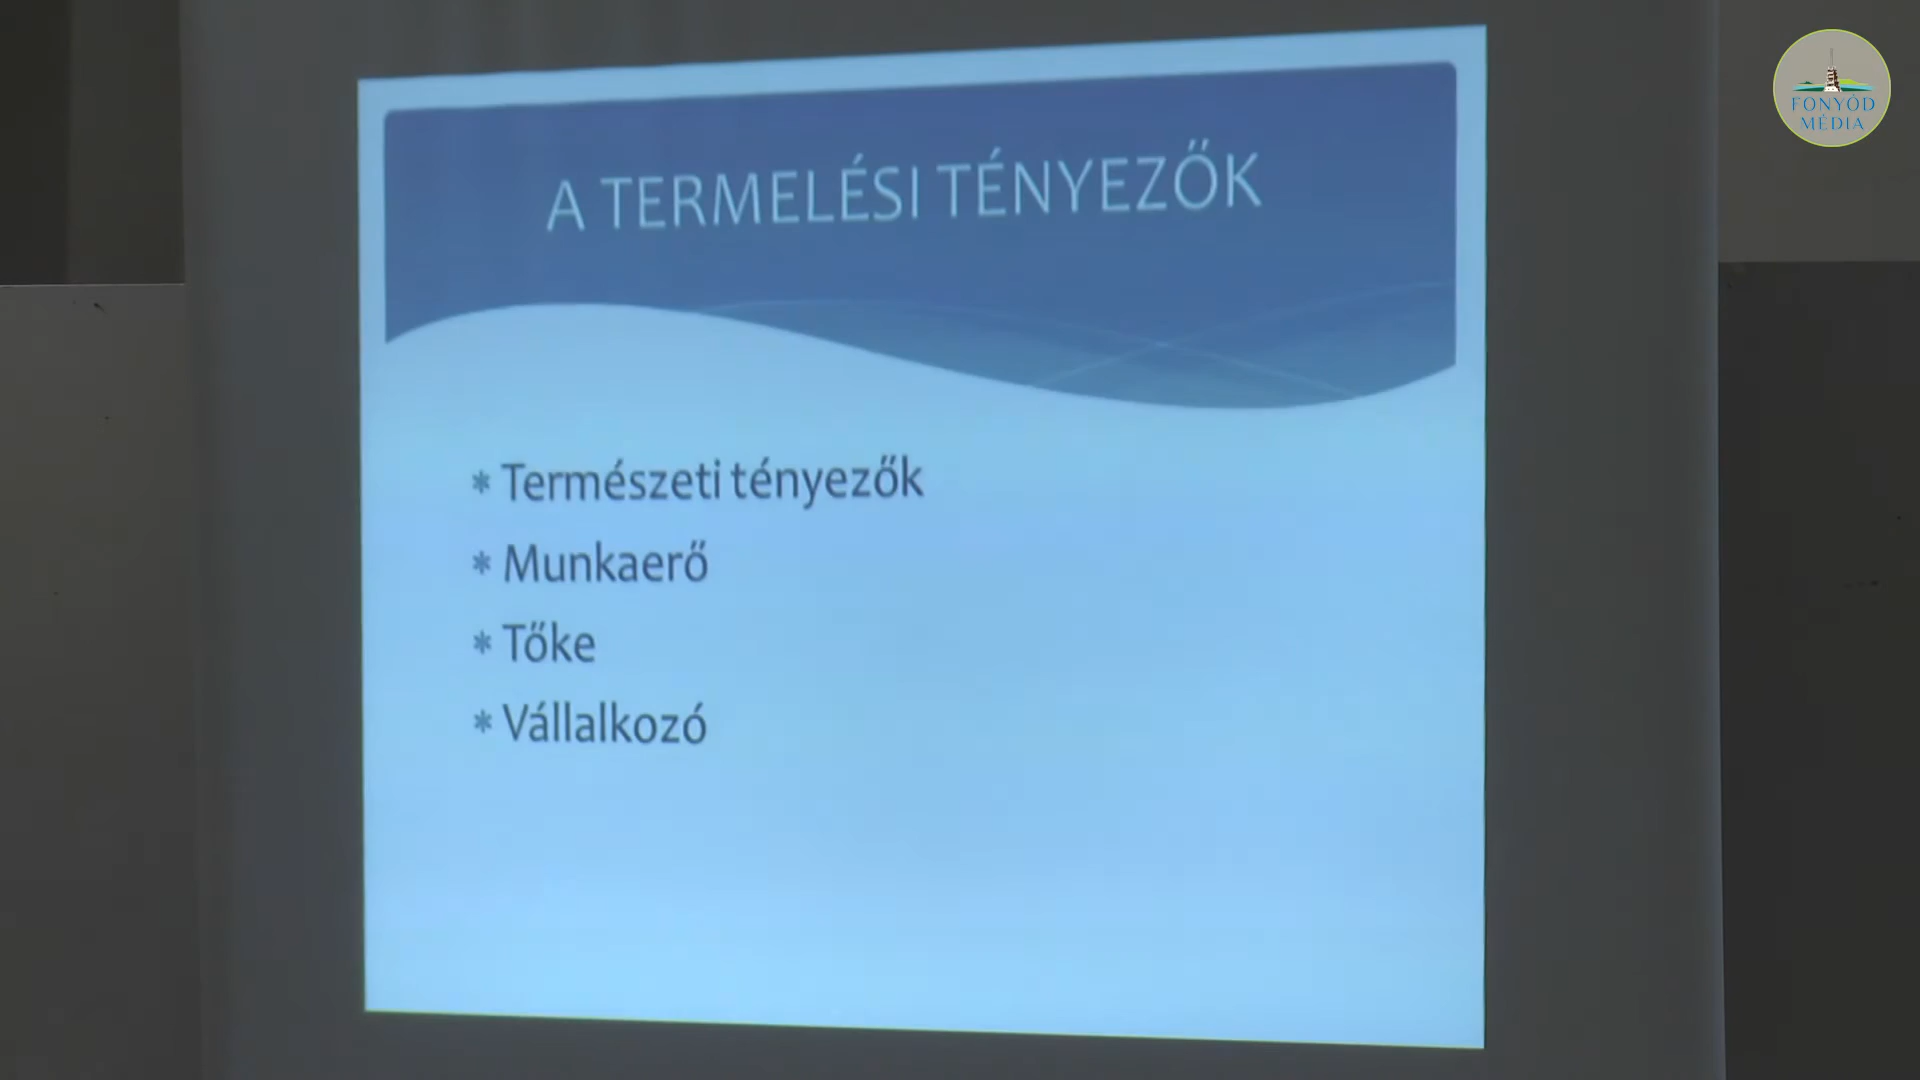 A TERMELÉSI TÉNYEZŐK
* Természeti tényezők
* Munkaerő
* Tőke
* Vállalkozó
FONYÓD
MÉDIA